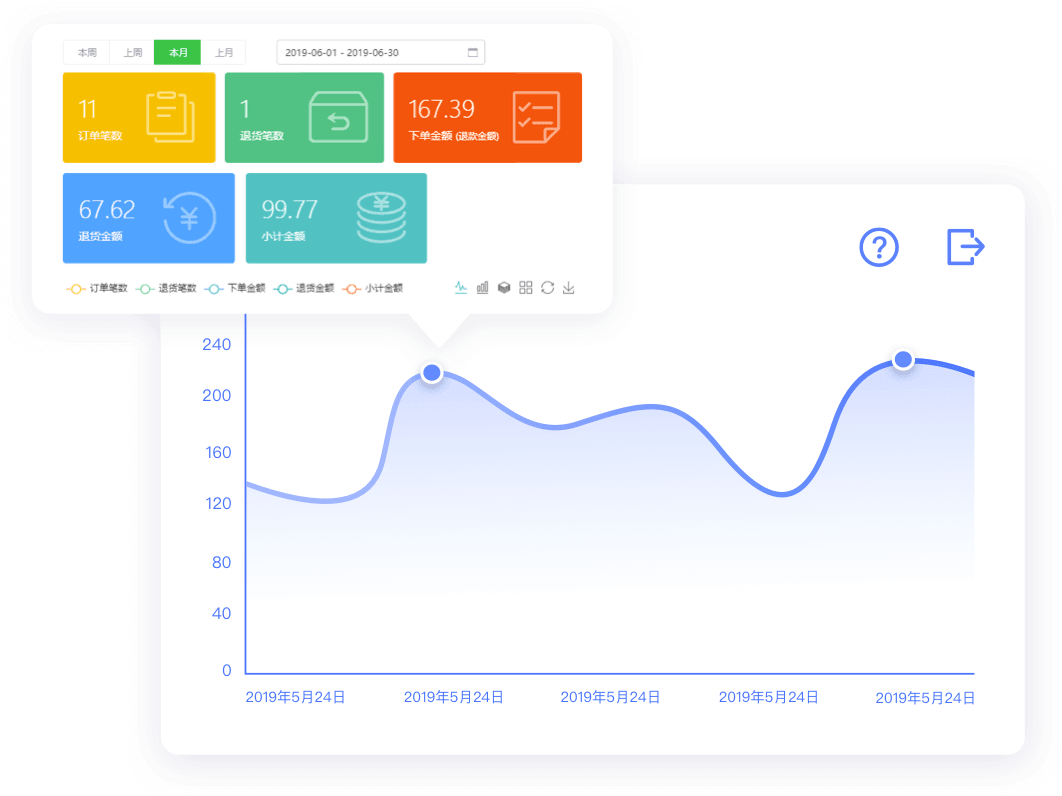 本周 上周 本月 上月 2019-06-01 - 2019-06-30
11
订单笔数
1
退货笔数
167.39
下单金额 (退款金额)
67.62
退货金额
99.77
小计金额
订单笔数 退货笔数 下单金额 退货金额 小计金额
240
200
160
120
80
40
0
2019年5月24日 2019年5月24日 2019年5月24日 2019年5月24日 2019年5月24日